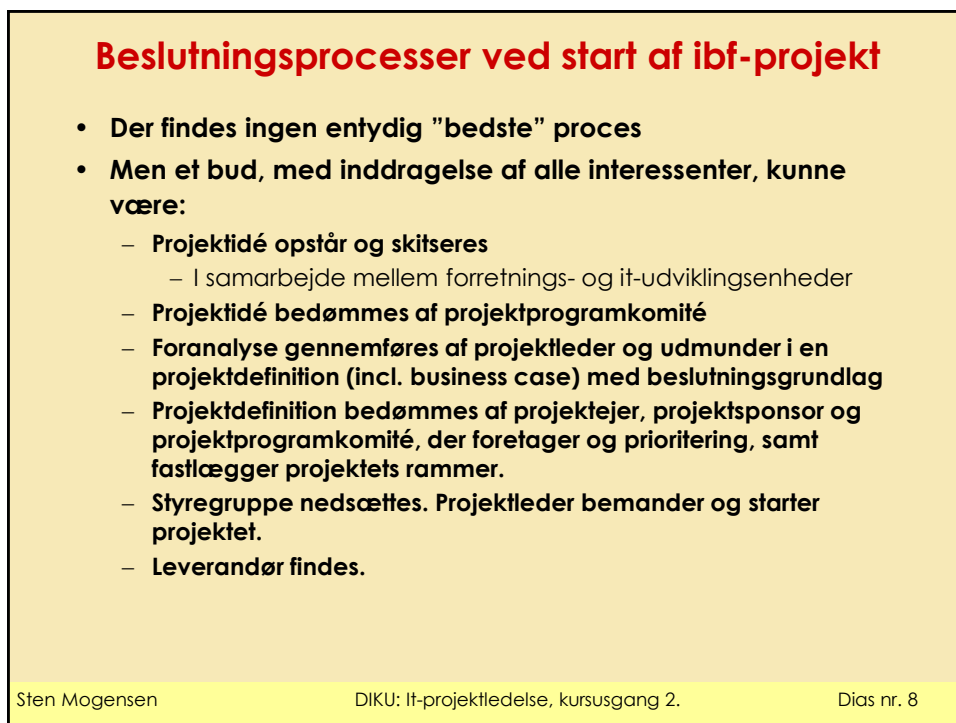 Beslutningsprocesser ved start af ibf-projekt
• Der findes ingen entydig ”bedste” proces
• Men et bud, med inddragelse af alle interessenter, kunne
være:
– Projektidé opstår og skitseres
– I samarbejde mellem forretnings- og it-udviklingsenheder
– Projektidé bedømmes af projektprogramkomité
– Foranalyse gennemføres af projektleder og udmunder i en
projektdefinition (incl. business case) med beslutningsgrundlag
– Projektdefinition bedømmes af projektejer, projektsponsor og
projektprogramkomité, der foretager og prioritering, samt
fastlægger projektets rammer.
– Styregruppe nedsættes. Projektleder bemander og starter
projektet.
– Leverandør findes.
Sten Mogensen DIKU: It-projektledelse, kursusgang 2. Dias nr. 8